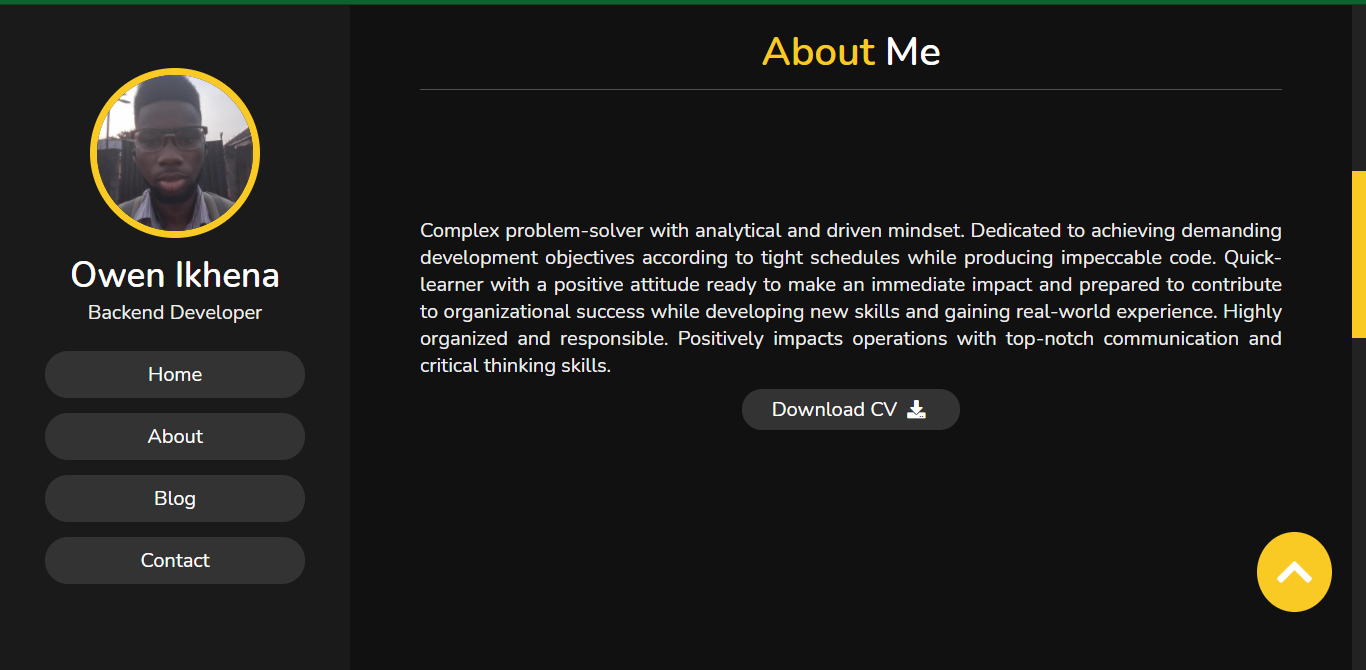 About Me
Owen Ikhena
Backend Developer
Home
About
Blog
Contact
Complex problem-solver with analytical and driven mindset. Dedicated to achieving demanding
development objectives according to tight schedules while producing impeccable code. Quick-
learner with a positive attitude ready to make an immediate impact and prepared to contribute
to organizational success while developing new skills and gaining real-world experience. Highly
organized and responsible. Positively impacts operations with top-notch communication and
critical thinking skills.
Download CV